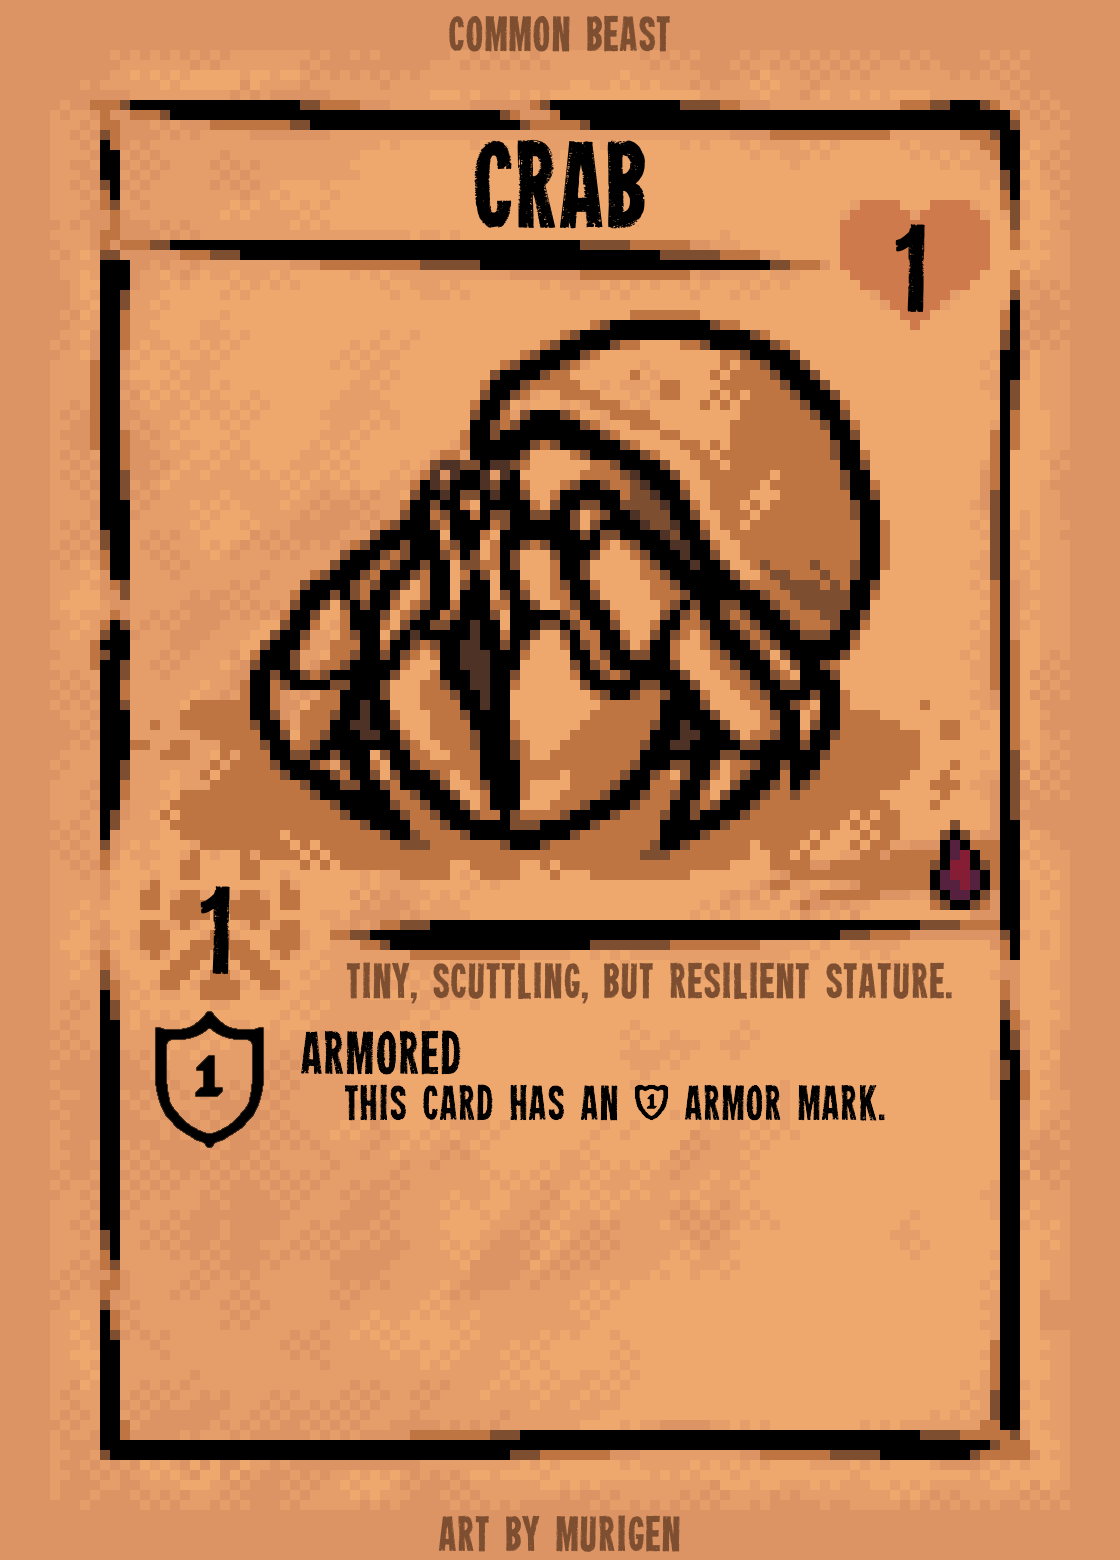 COMMON BEAST
CRAB
1
1
TINY, SCUTTLING, BUT RESILIENT STATURE.
1
ARMORED
THIS CARD HAS AN 1 ARMOR MARK.
ART BY MURIGEN